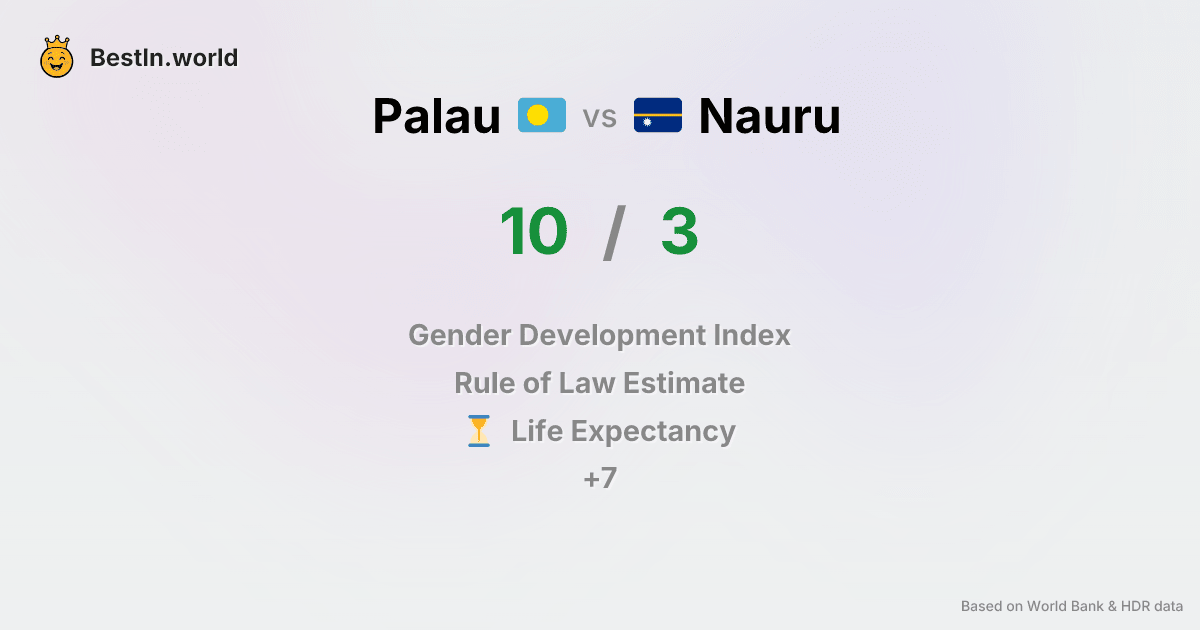 BestIn.world
Palau vs Nauru
10 / 3
Gender Development Index
Rule of Law Estimate
Life Expectancy
+7
Based on World Bank & HDR data